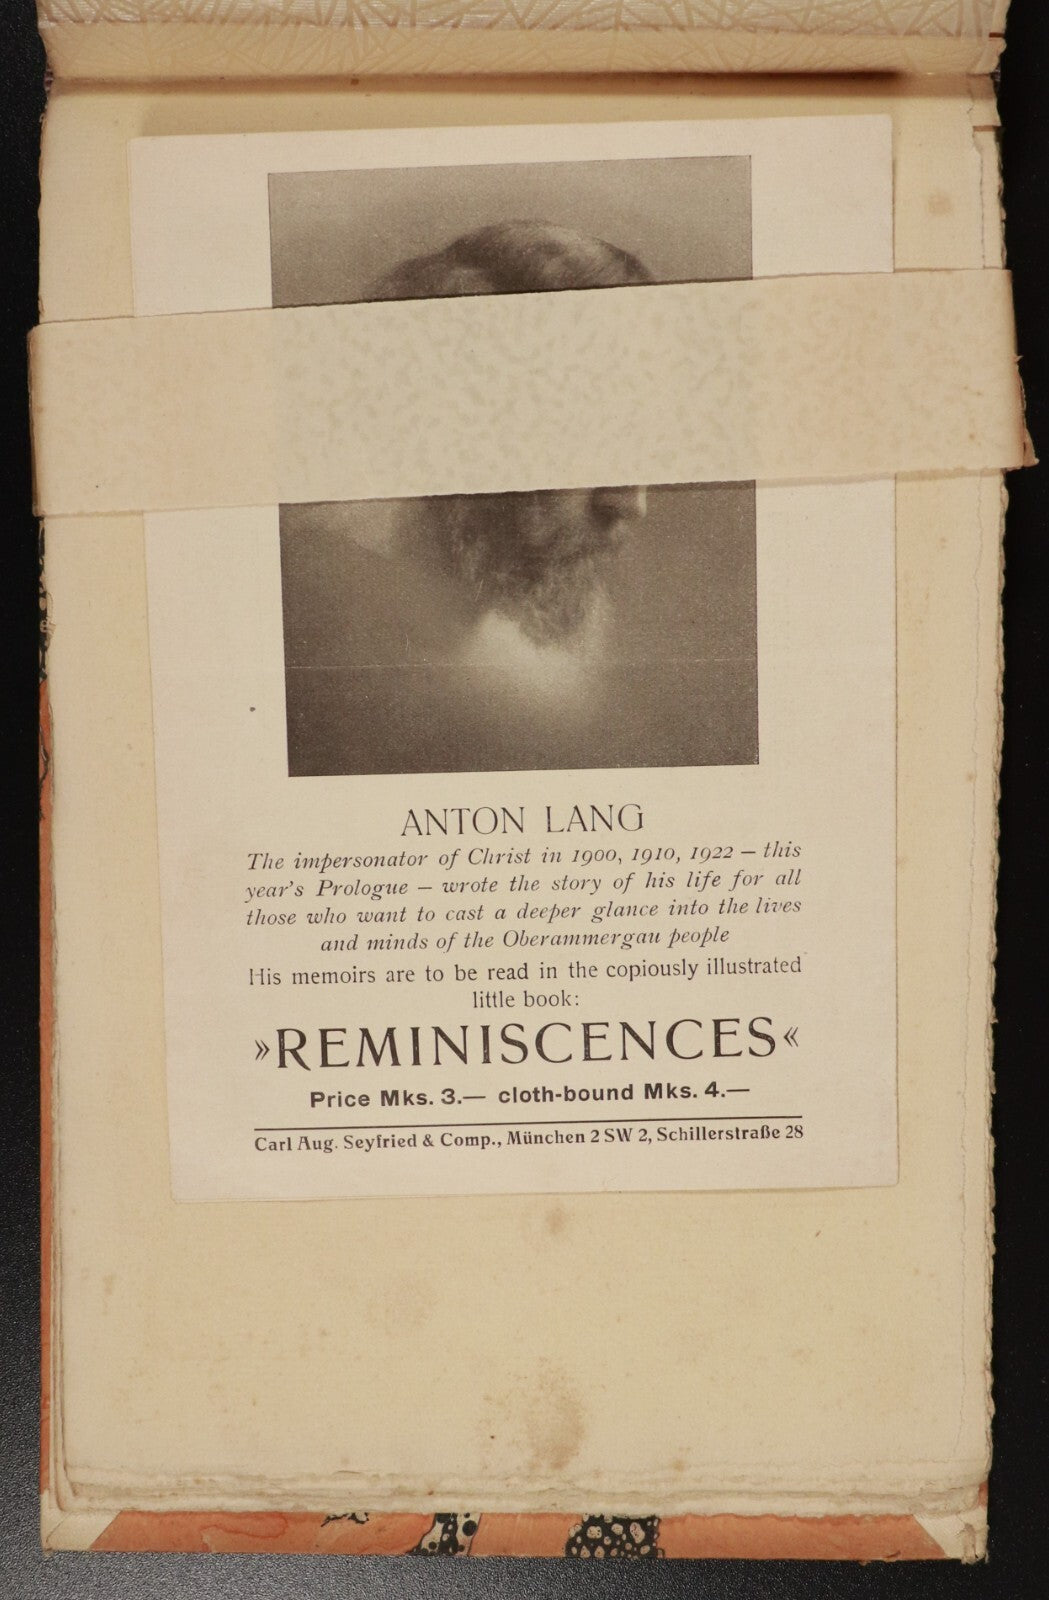 ANTON LANG
The impersonator of Christ in 1900, 1910, 1922 — this
year's Prologue — wrote the story of his life for all
those who want to cast a deeper glance into the lives
and minds of the Oberammergau people
His memoirs are to be read in the copiously illustrated
little book:
»REMINISCENCES«
Price Mks. 3.— cloth-bound Mks. 4.—
Carl Aug. Seyfried & Comp., München 2 SW 2, Schillerstraße 28